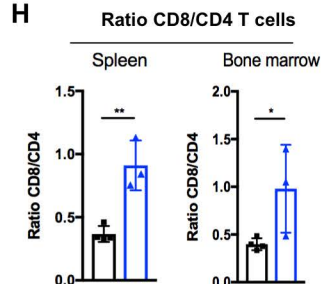 H
Ratio CD8/CD4 T cells
Spleen
Bone marrow
Ratio CD8/CD4
1.5
1.0
0.5
0.0
**
Ratio CD8/CD4
2.0
1.5
1.0
0.5
0.0
*